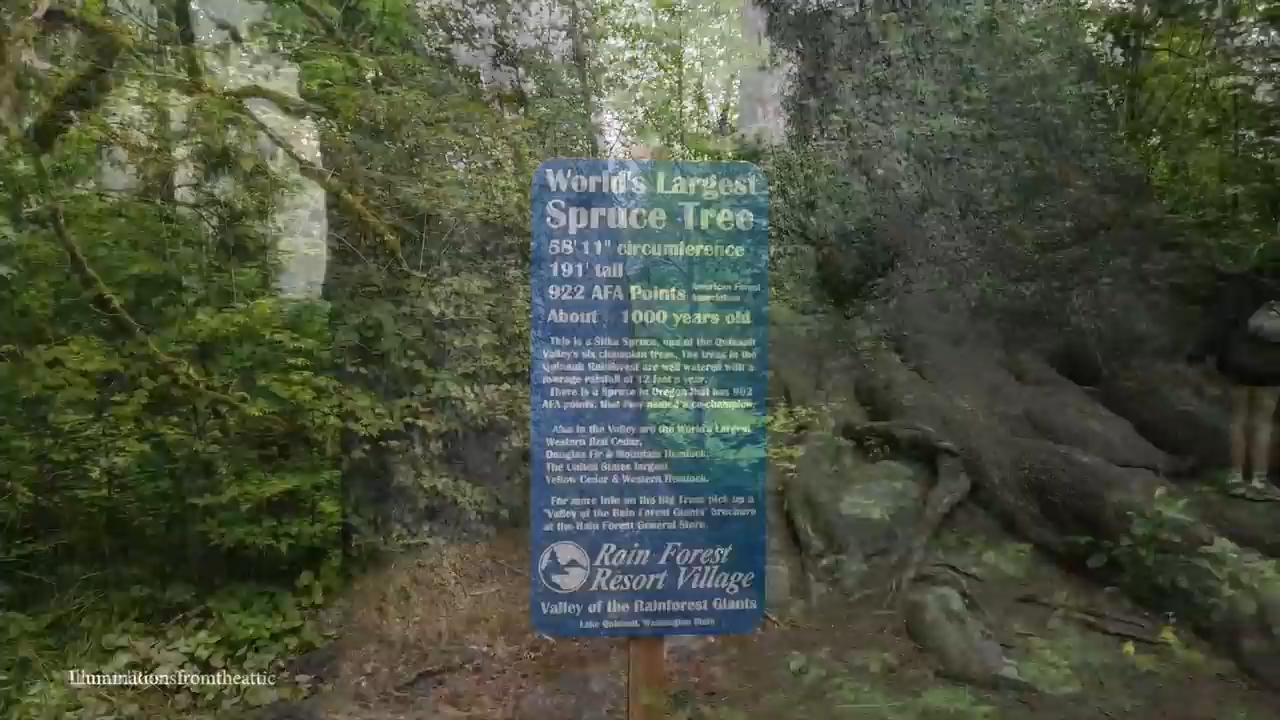 World's Largest
Spruce Tree
58' 11" circumference
191' tall
922 AFA Points American Forest Association
About 1000 years old
This is a Sitka Spruce, one of the Quinault
Valley's six champion trees. The trees in the
Quinault Rainforest are well watered with a
average rainfall of 12 feet a year.
There is a Spruce in Oregon that has 902
AFA points, that they named a co-champion.
Also in the Valley are the World's Largest
Western Red Cedar,
Douglas Fir & Mountain Hemlock.
The United States largest
Yellow Cedar & Western Hemlock.
For more info on the Big Trees pick up a
"Valley of the Rain Forest Giants" brochure
at the Rain Forest General Store.
Rain Forest
Resort Village
Valley of the Rainforest Giants
Lake Quinault, Washington State
Illuminationsfromtheattic